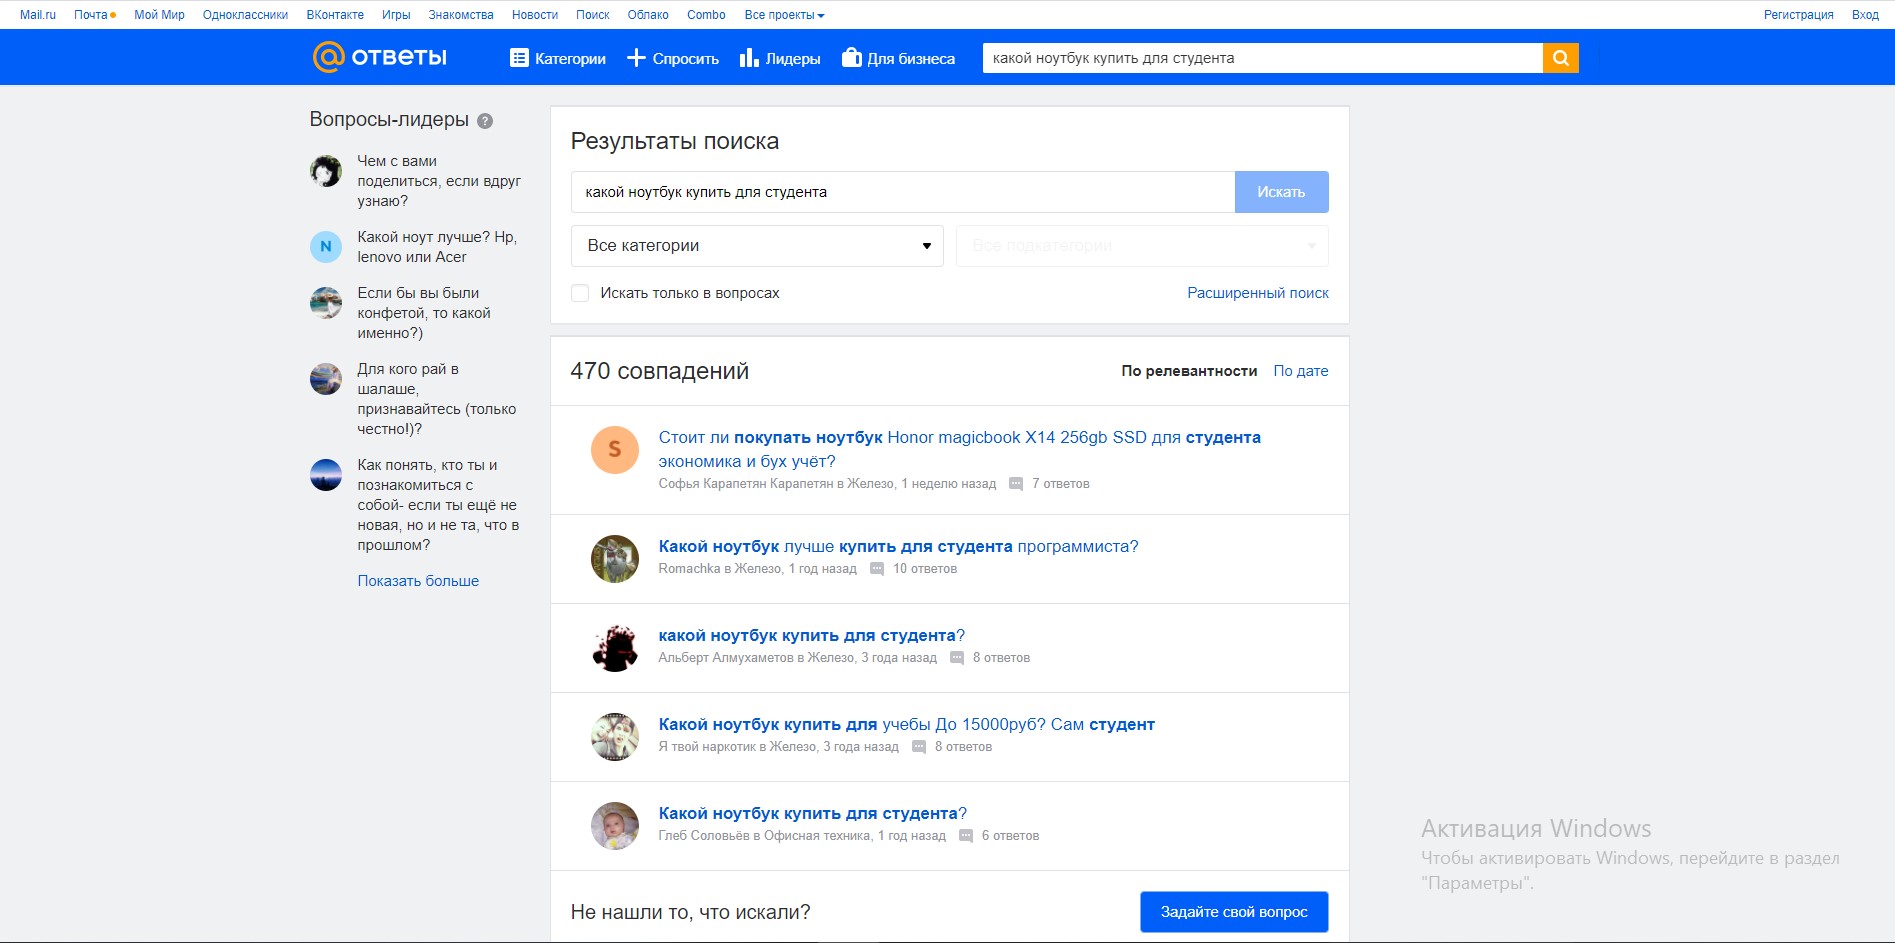 Mail.ru Почта Мой Мир Одноклассники ВКонтакте Игры Знакомства Новости Поиск Облако Combo Все проекты Регистрация Вход
@ ответы Категории Спросить Лидеры Для бизнеса какой ноутбук купить для студента
Вопросы-лидеры ?
Чем с вами
поделиться, если вдруг
узнаю?
N
Какой ноут лучше? Hp,
lenovo или Acer
Если бы вы были
конфетой, то какой
именно?)
Для кого рай в
шалаше,
признавайтесь (только
честно!)?
Как понять, кто ты и
познакомиться с
собой- если ты ещё не
новая, но и не та, что в
прошлом?
Показать больше
Результаты поиска
какой ноутбук купить для студента Искать
Все категории Все подкатегории
Искать только в вопросах Расширенный поиск
470 совпадений По релевантности По дате
S
Стоит ли покупать ноутбук Honor magicbook X14 256gb SSD для студента
экономика и бух учёт?
Софья Карапетян Карапетян в Железо, 1 неделю назад 7 ответов
Какой ноутбук лучше купить для студента программиста?
Romachka в Железо, 1 год назад 10 ответов
какой ноутбук купить для студента?
Альберт Алмухаметов в Железо, 3 года назад 8 ответов
Какой ноутбук купить для учебы До 15000руб? Сам студент
Я твой наркотик в Железо, 3 года назад 8 ответов
Какой ноутбук купить для студента?
Глеб Соловьёв в Офисная техника, 1 год назад 6 ответов
Не нашли то, что искали? Задайте свой вопрос
Активация Windows
Чтобы активировать Windows, перейдите в раздел
"Параметры".